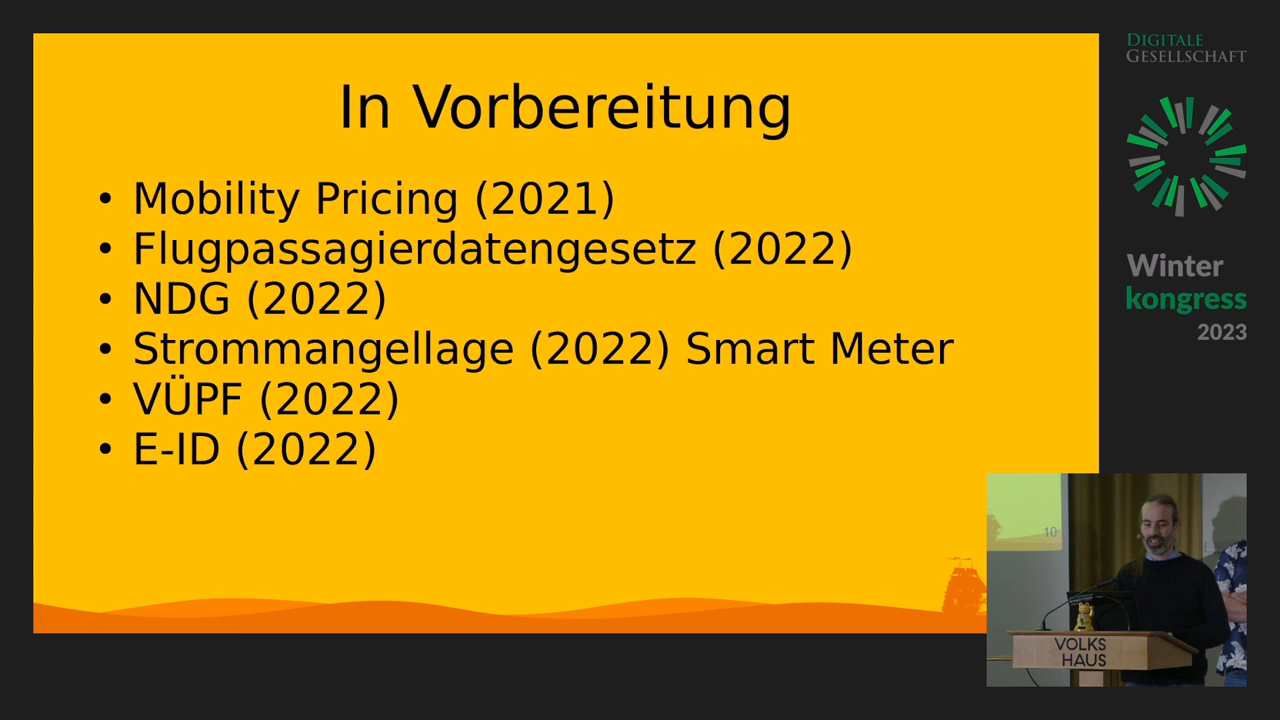 In Vorbereitung
• Mobility Pricing (2021)
• Flugpassagierdatengesetz (2022)
• NDG (2022)
• Strommangellage (2022) Smart Meter
• VÜPF (2022)
• E-ID (2022)
DIGITALE
GESELLSCHAFT
Winter
kongress
2023
10
VOLKS
HAUS